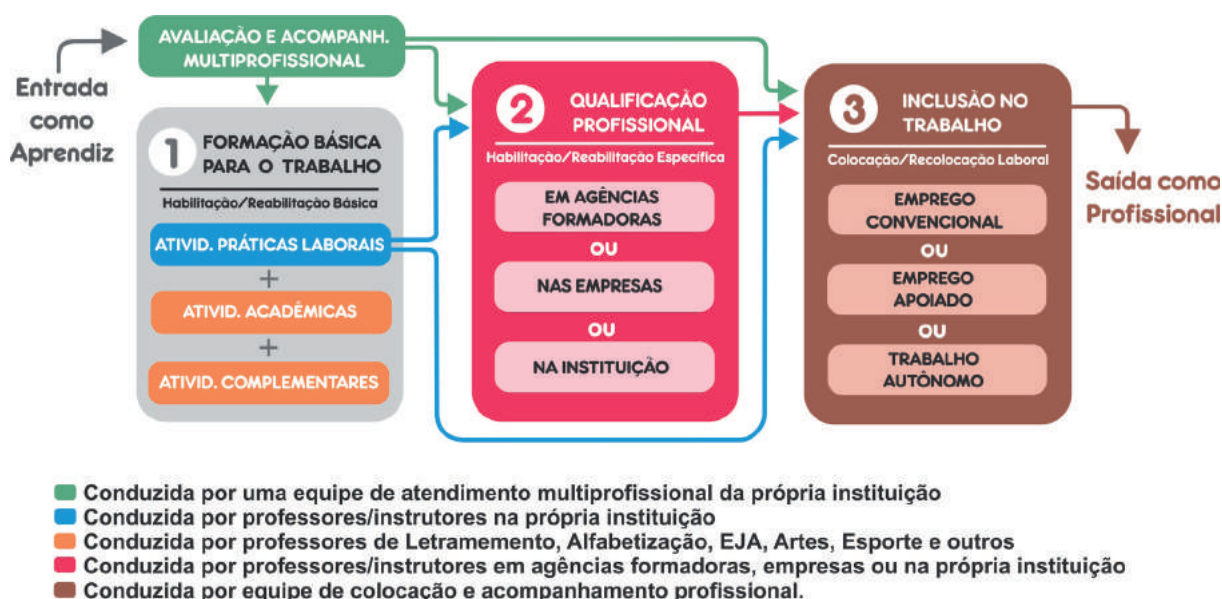 AVALIAÇÃO E ACOMPANH.
MULTIPROFISSIONAL
Entrada
como
Aprendiz
1
FORMAÇÃO BÁSICA
PARA O TRABALHO
Habilitação/Reabilitação Básica
ATIVID. PRÁTICAS LABORAIS
+
ATIVID. ACADÉMICAS
+
ATIVID. COMPLEMENTARES
2
QUALIFICAÇÃO
PROFISSIONAL
Habilitação/Reabilitação Específica
EM AGÊNCIAS
FORMADORAS
OU
NAS EMPRESAS
OU
NA INSTITUIÇÃO
3
INCLUSÃO NO
TRABALHO
Colocação/Recolocação Laboral
EMPREGO
CONVENCIONAL
OU
EMPREGO
APOIADO
OU
TRABALHO
AUTÔNOMO
Saída como
Profissional
Conduzida por uma equipe de atendimento multiprofissional da própria instituição
Conduzida por professores/instrutores na própria instituição
Conduzida por professores de Letramemento, Alfabetização, EJA, Artes, Esporte e outros
Conduzida por professores/instrutores em agências formadoras, empresas ou na própria instituição
Conduzida por equipe de colocação e acompanhamento profissional.